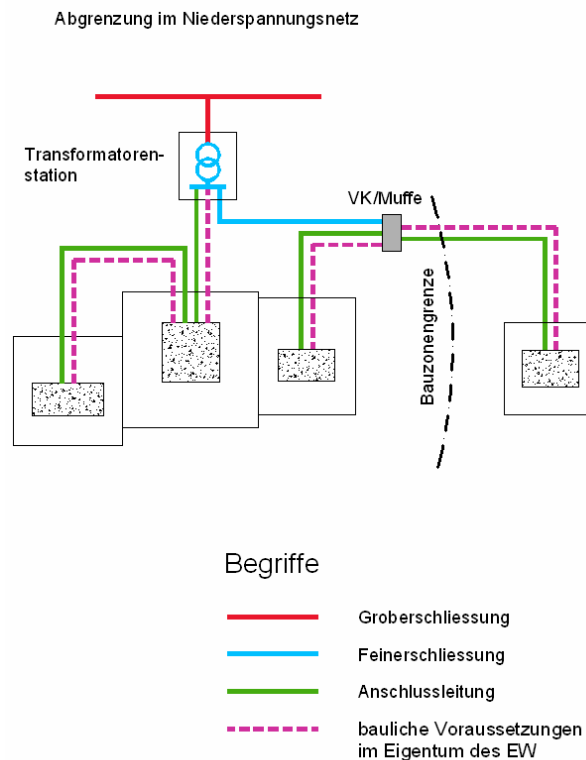 Abgrenzung im Niederspannungsnetz
Transformatoren-
station
VK/Muffe
Bauzonengrenze
Begriffe
Groberschliessung
Feinerschliessung
Anschlussleitung
bauliche Voraussetzungen
im Eigentum des EW